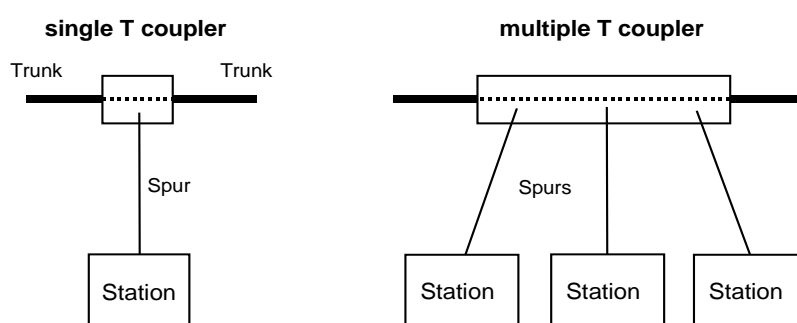 single T coupler
multiple T coupler
Trunk
Trunk
Spur
Spurs
Station
Station
Station
Station